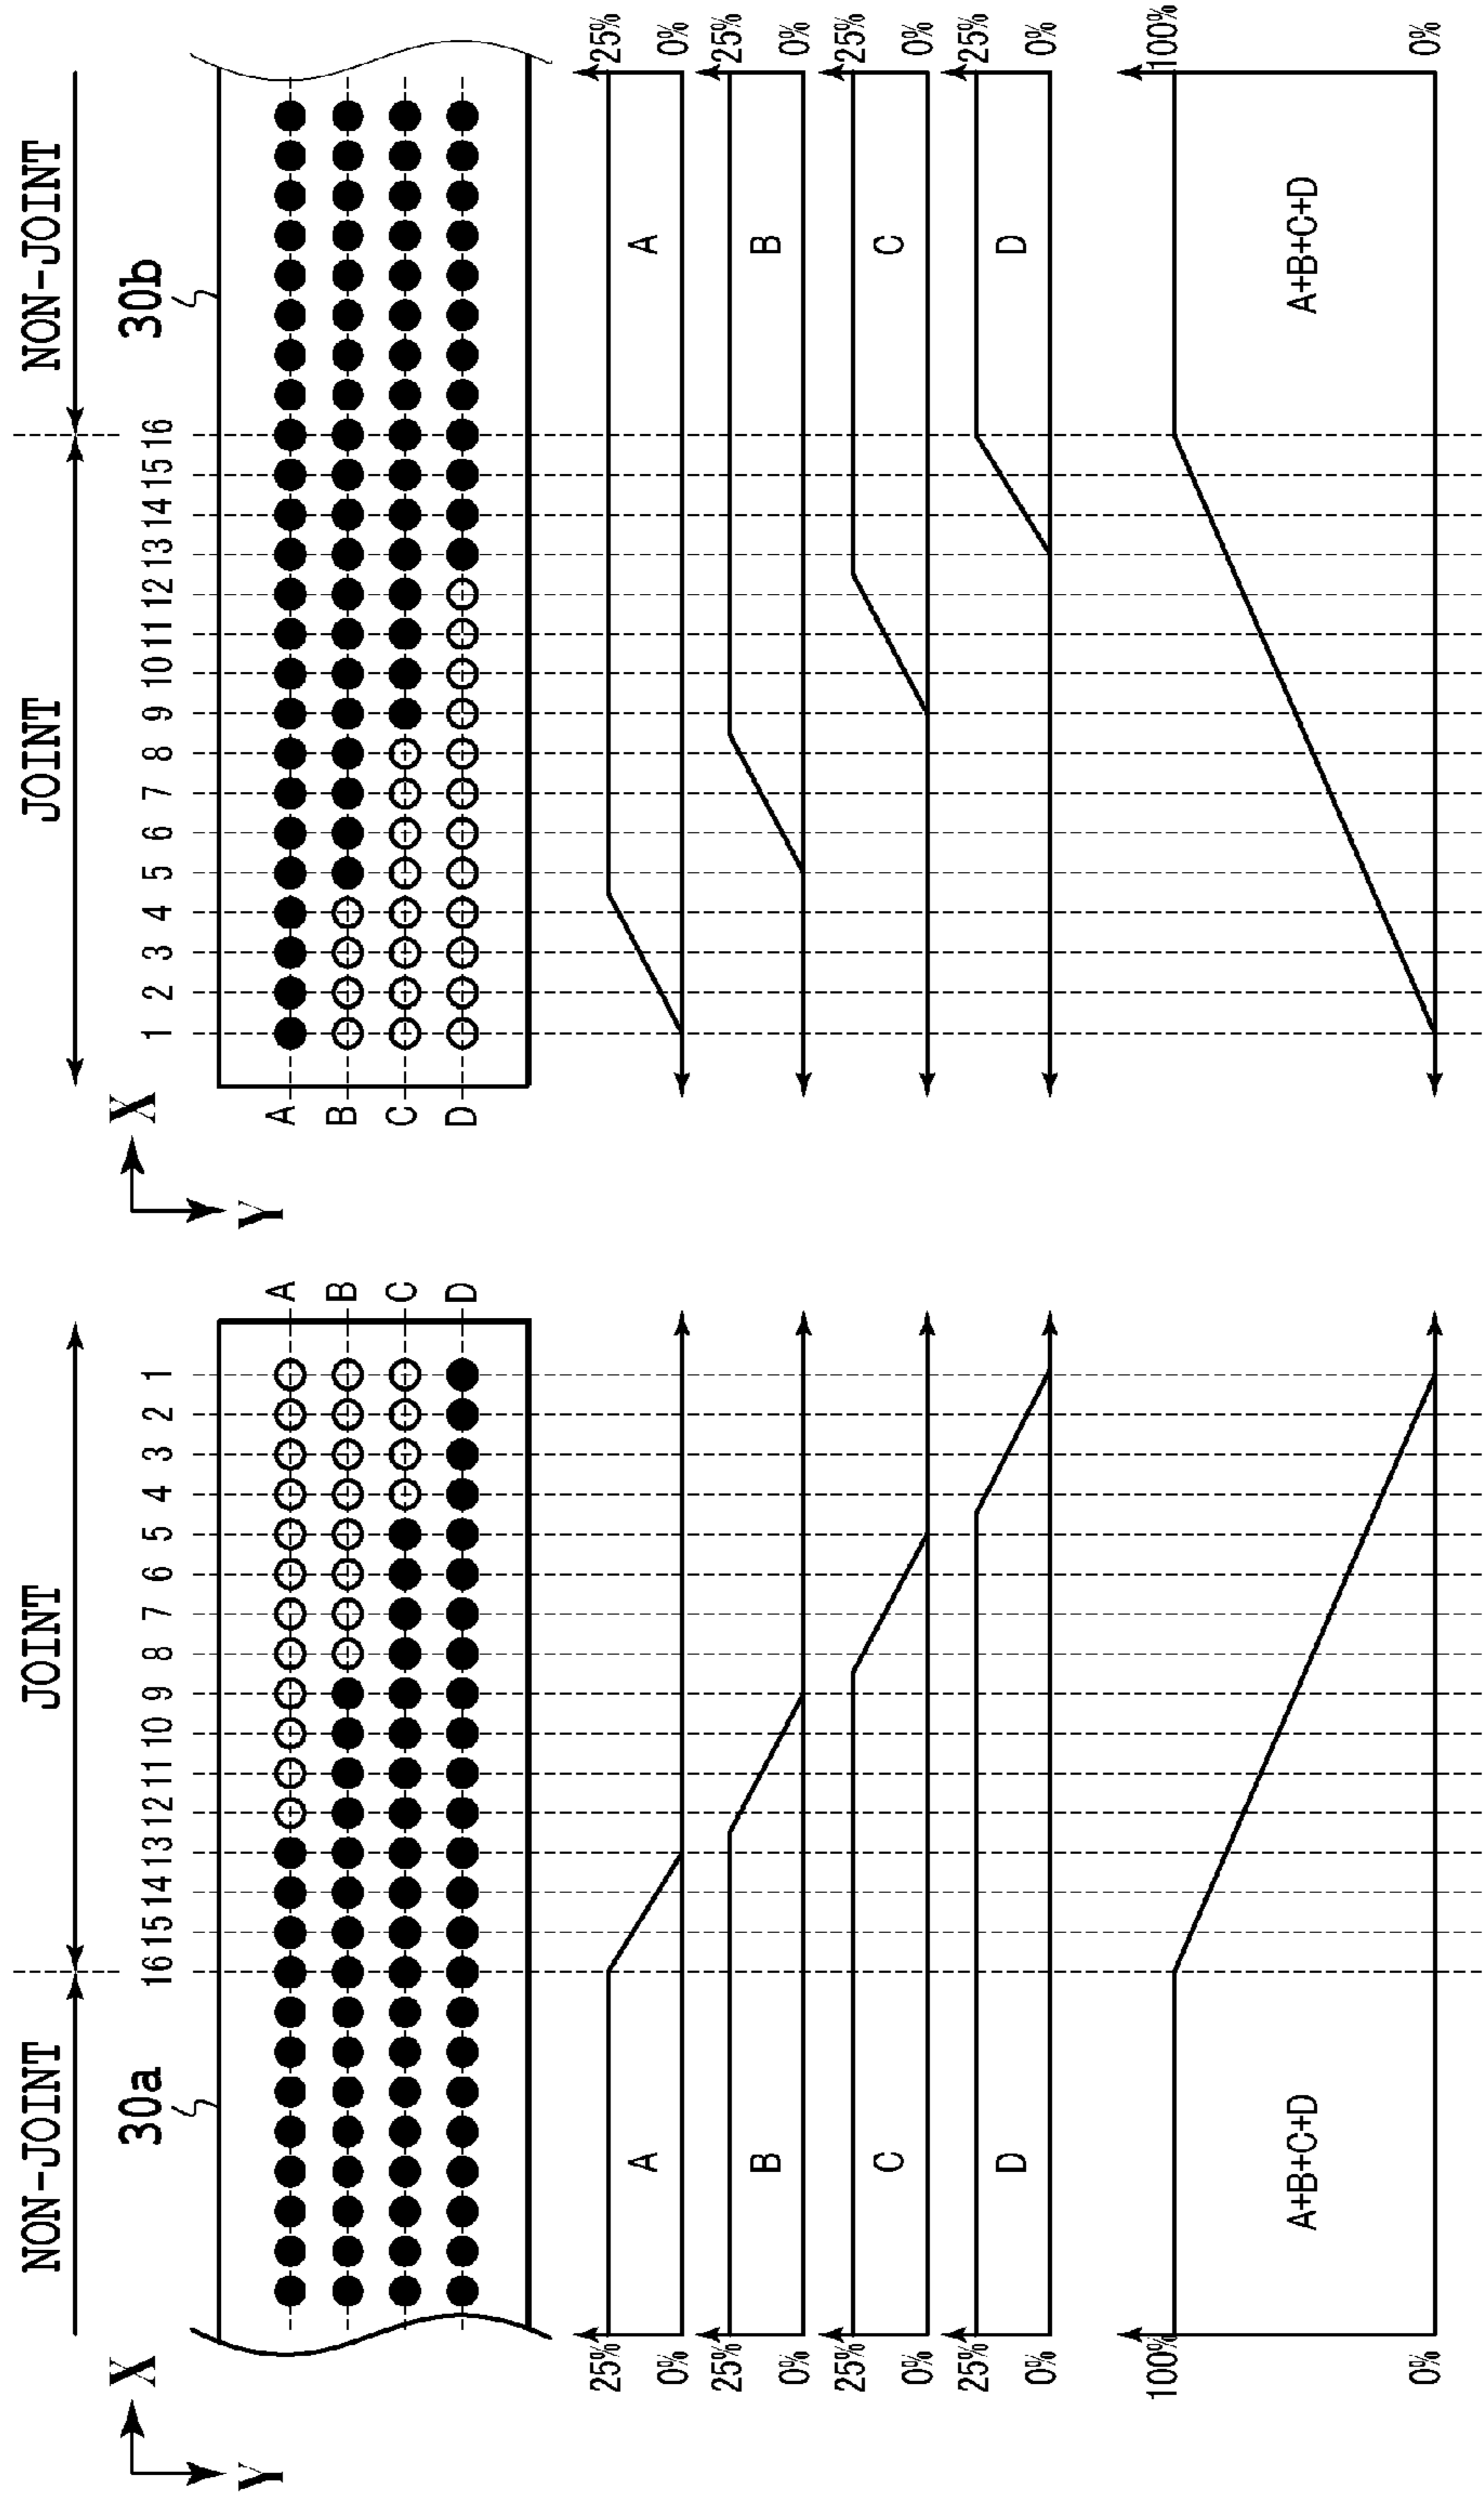 NON-JOINT
JOINT
30a
X
Y
16 15 14 13 12 11 10 9 8 7 6 5 4 3 2 1
A
B
C
D
25%
0%
A
25%
0%
B
25%
0%
C
25%
0%
D
100%
0%
A+B+C+D
JOINT
NON-JOINT
30b
X
Y
1 2 3 4 5 6 7 8 9 10 11 12 13 14 15 16
A
B
C
D
A
25%
0%
B
25%
0%
C
25%
0%
D
25%
0%
A+B+C+D
100%
0%